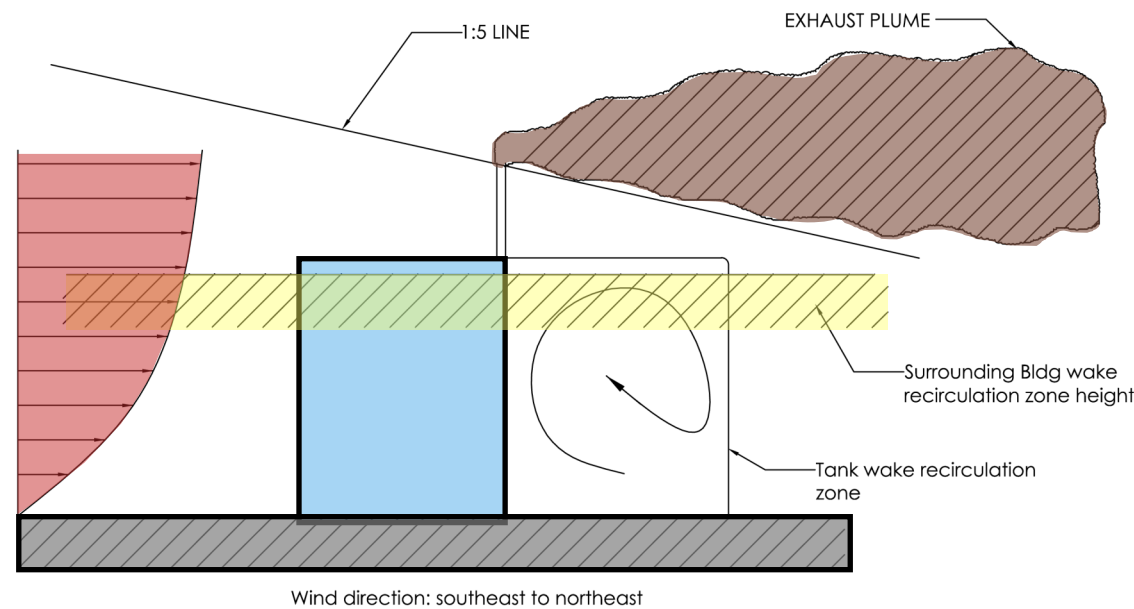 EXHAUST PLUME
1:5 LINE
Surrounding Bldg wake
recirculation zone height
Tank wake recirculation
zone
Wind direction: southeast to northeast